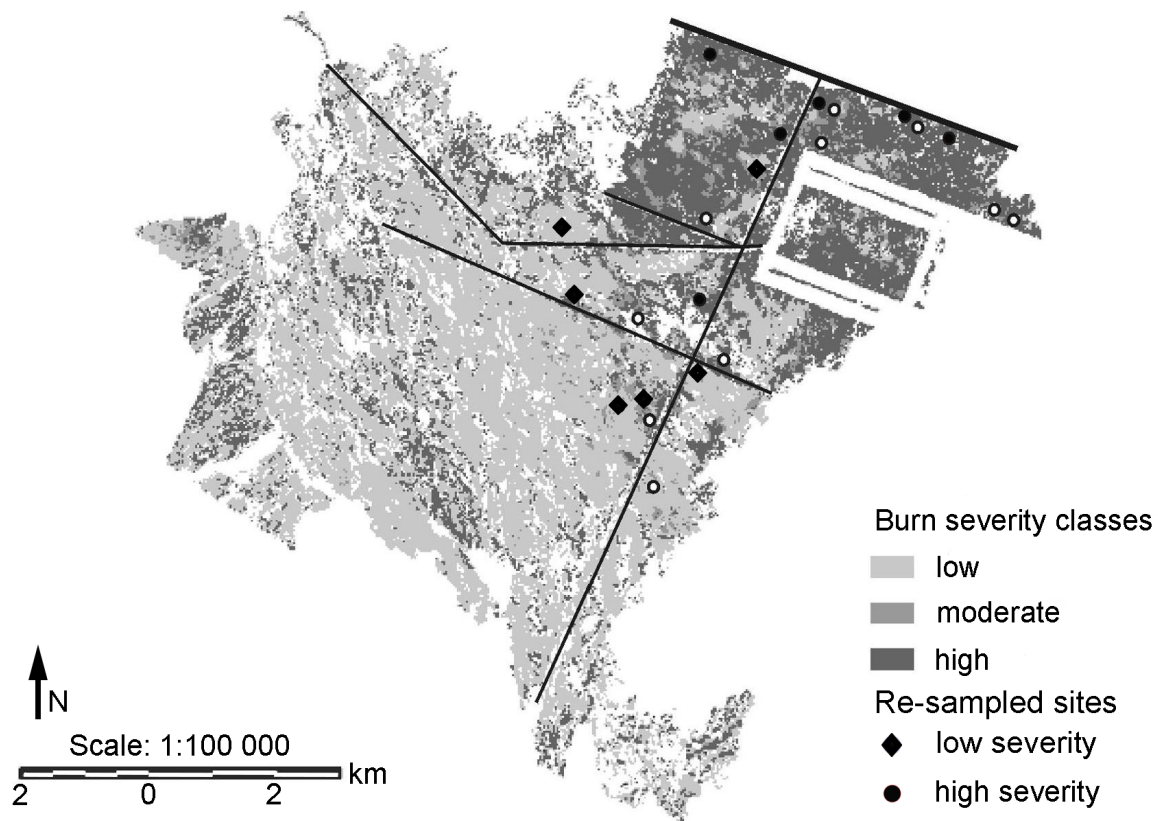 Burn severity classes
low
moderate
high
Re-sampled sites
low severity
high severity
N
Scale: 1:100 000
km
2 0 2